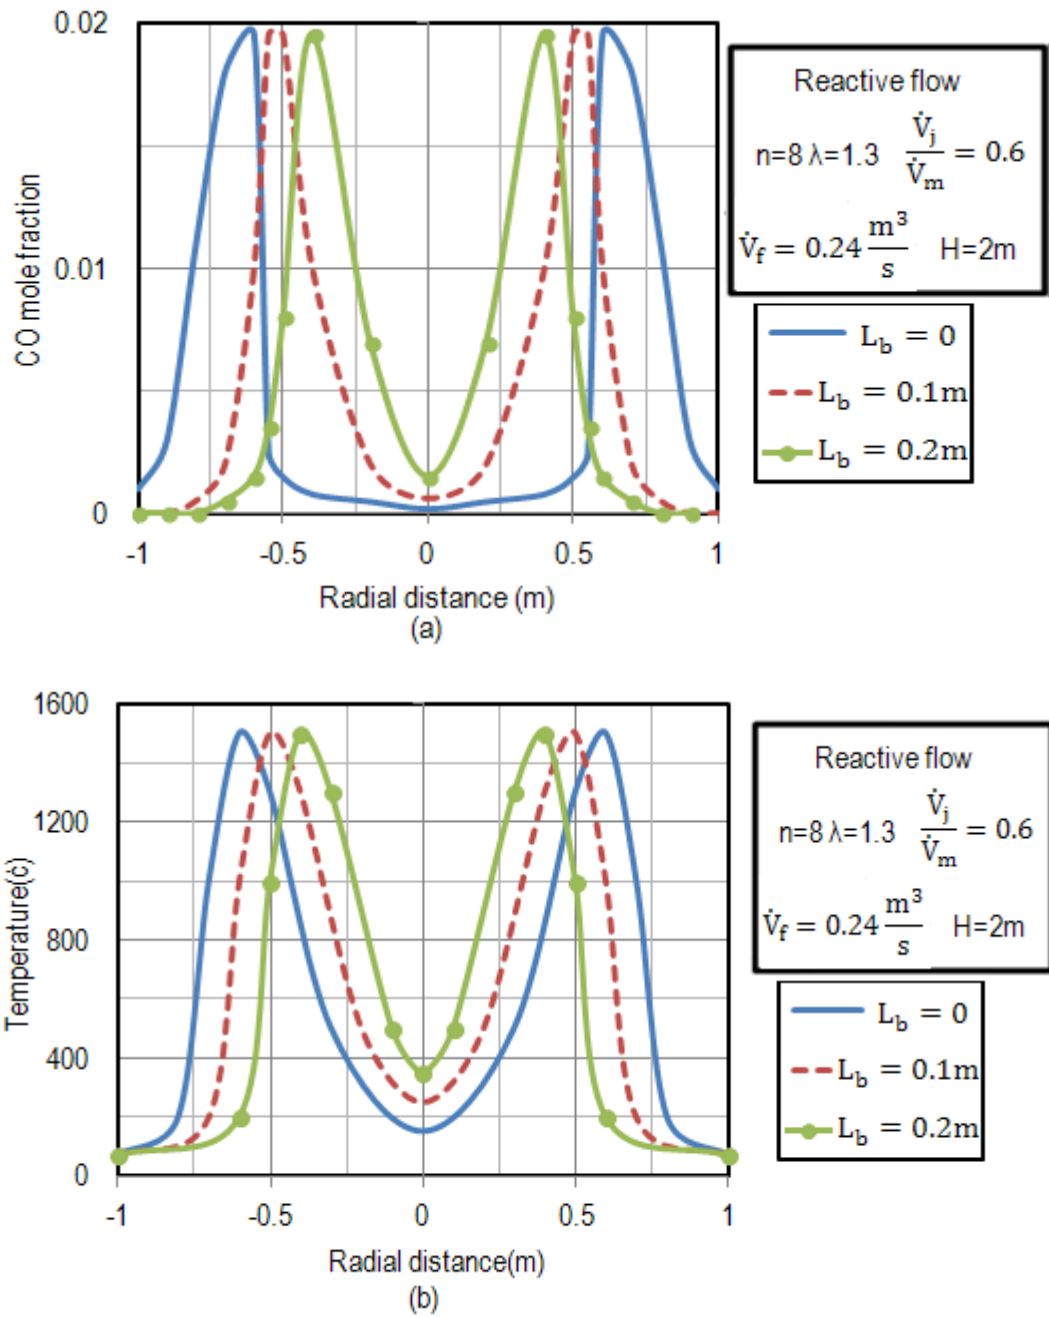 0.02
0.01
0
CO mole fraction
-1 -0.5 0 0.5 1
Radial distance (m)
(a)
Reactive flow
n=8 λ=1.3 V̇j/V̇m = 0.6
V̇f = 0.24 m³/s H=2m
Lb = 0
Lb = 0.1m
Lb = 0.2m
1600
1200
800
400
0
Temperature(ċ)
-1 -0.5 0 0.5 1
Radial distance(m)
(b)
Reactive flow
n=8 λ=1.3 V̇j/V̇m = 0.6
V̇f = 0.24 m³/s H=2m
Lb = 0
Lb = 0.1m
Lb = 0.2m